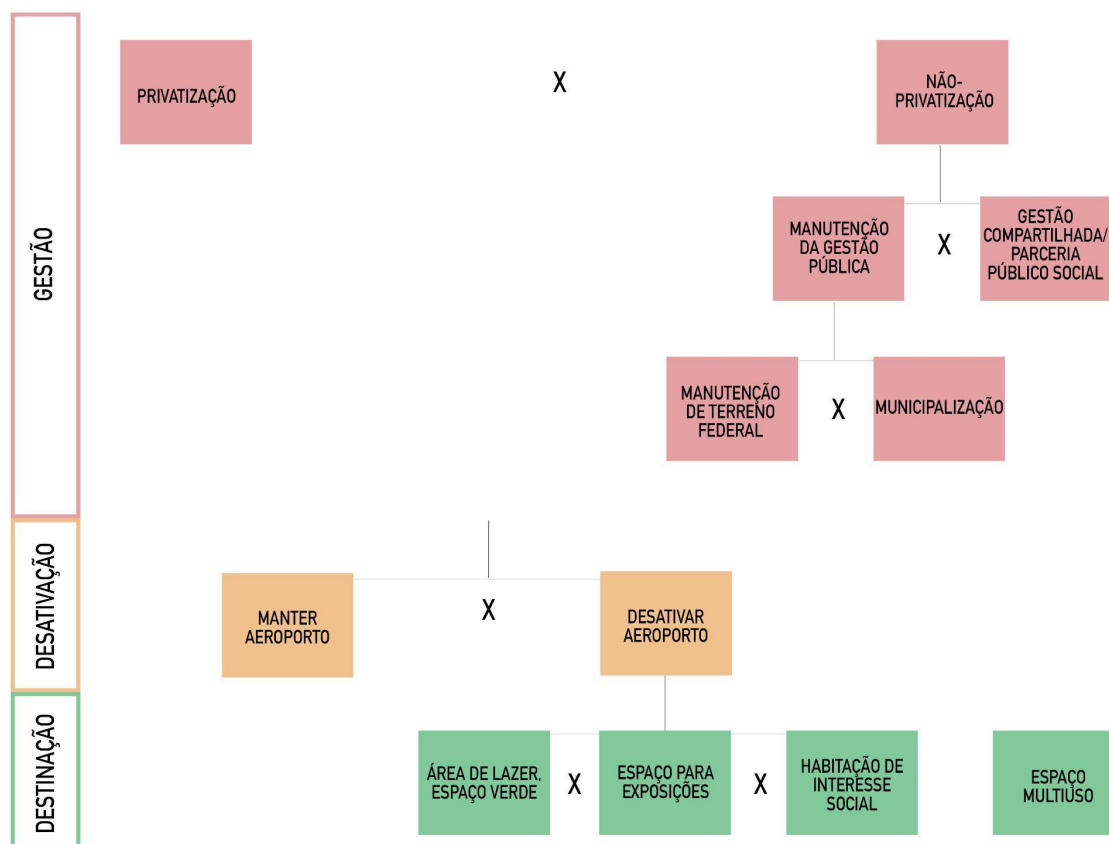 GESTÃO
PRIVATIZAÇÃO
X
NÃO-
PRIVATIZAÇÃO
MANUTENÇÃO
DA GESTÃO
PÚBLICA
X
GESTÃO
COMPARTILHADA/
PARCERIA
PÚBLICO SOCIAL
MANUTENÇÃO
DE TERRENO
FEDERAL
X
MUNICIPALIZAÇÃO
DESATIVAÇÃO
MANTER
AEROPORTO
X
DESATIVAR
AEROPORTO
DESTINAÇÃO
ÁREA DE LAZER,
ESPAÇO VERDE
X
ESPAÇO PARA
EXPOSIÇÕES
X
HABITAÇÃO DE
INTERESSE
SOCIAL
ESPAÇO
MULTIUSO